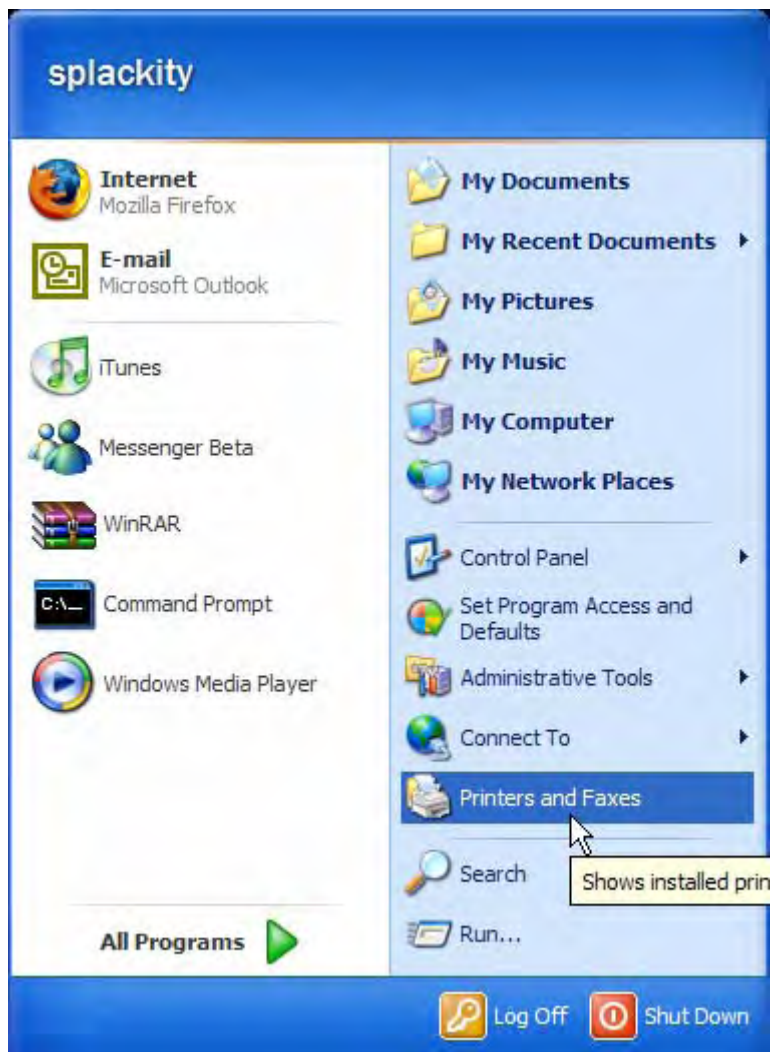 splackity
Internet
Mozilla Firefox
E-mail
Microsoft Outlook
iTunes
Messenger Beta
WinRAR
C:\_
Command Prompt
Windows Media Player
All Programs
My Documents
My Recent Documents
My Pictures
My Music
My Computer
My Network Places
Control Panel
Set Program Access and
Defaults
Administrative Tools
Connect To
Printers and Faxes
Search
Shows installed prin
Run...
Log Off
Shut Down